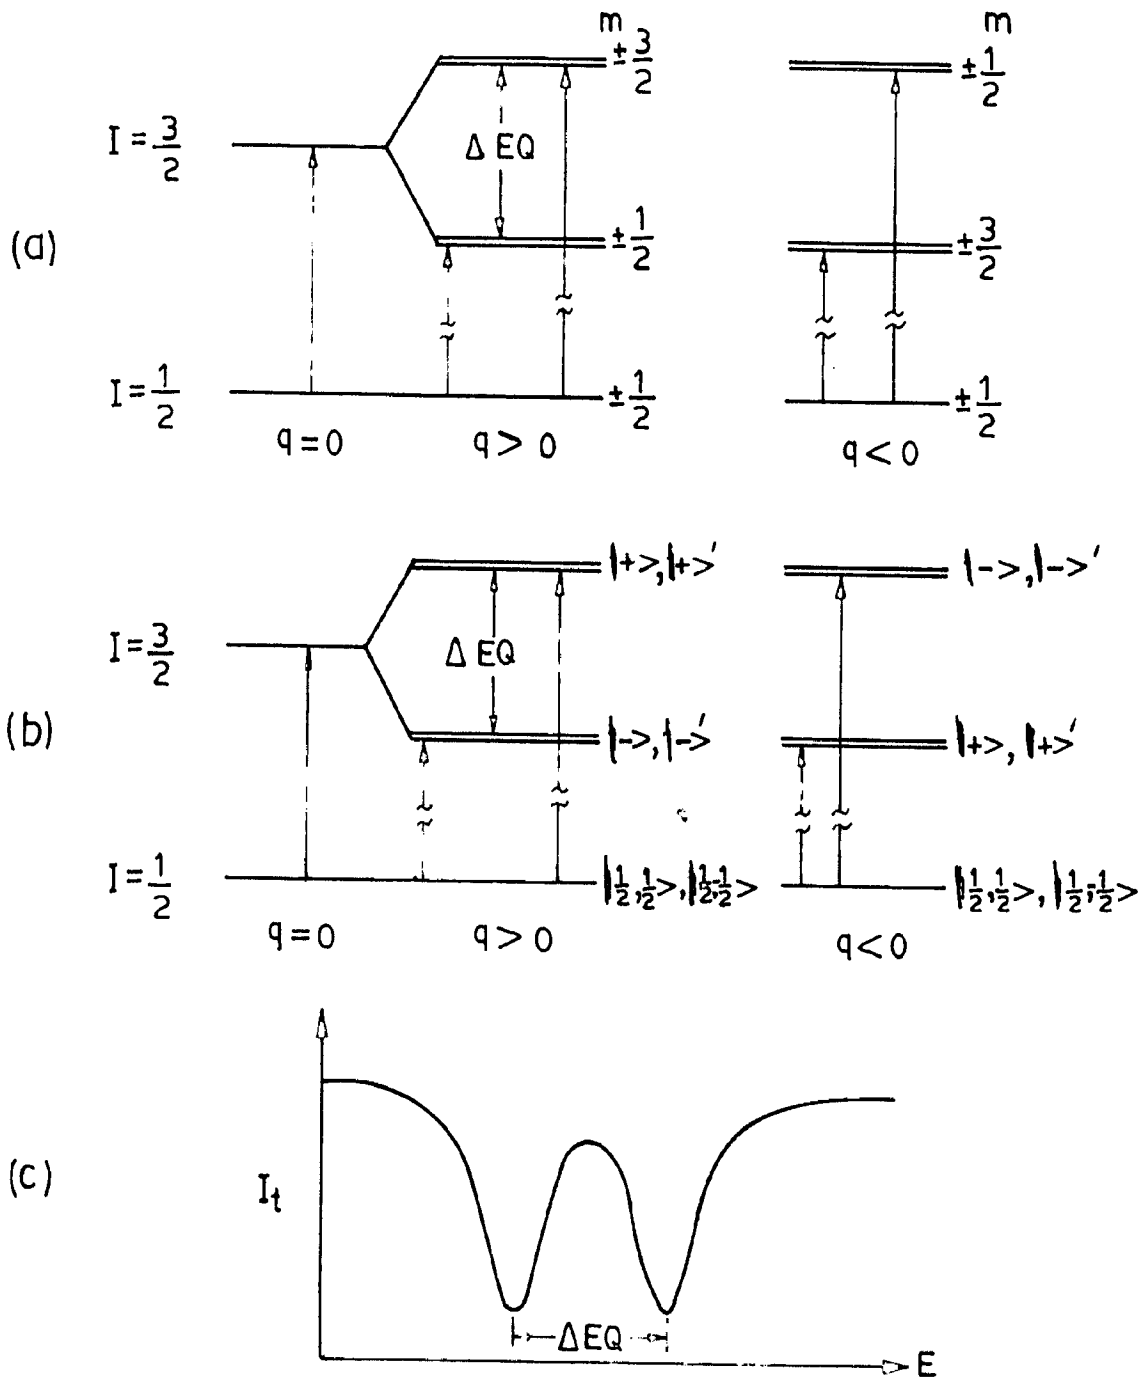 m m
±3/2 ±1/2
I=3/2
ΔEQ
(a)
±1/2 ±3/2
I=1/2 ±1/2 ±1/2
q=0 q>0 q<0
|+>,|+>′ |->,|->′
I=3/2
ΔEQ
(b)
|->,|->′ |+>,|+>′
I=1/2 |1/2,1/2>,|1/2,-1/2> |1/2,1/2>,|1/2,-1/2>
q=0 q>0 q<0
(c)
I_t
ΔEQ
E